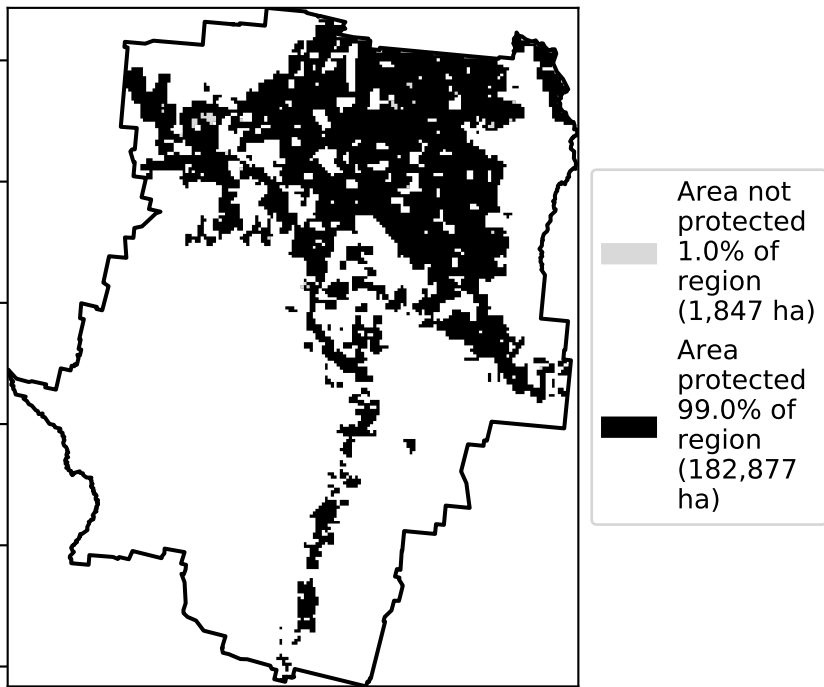 Area not
protected
1.0% of
region
(1,847 ha)
Area
protected
99.0% of
region
(182,877
ha)